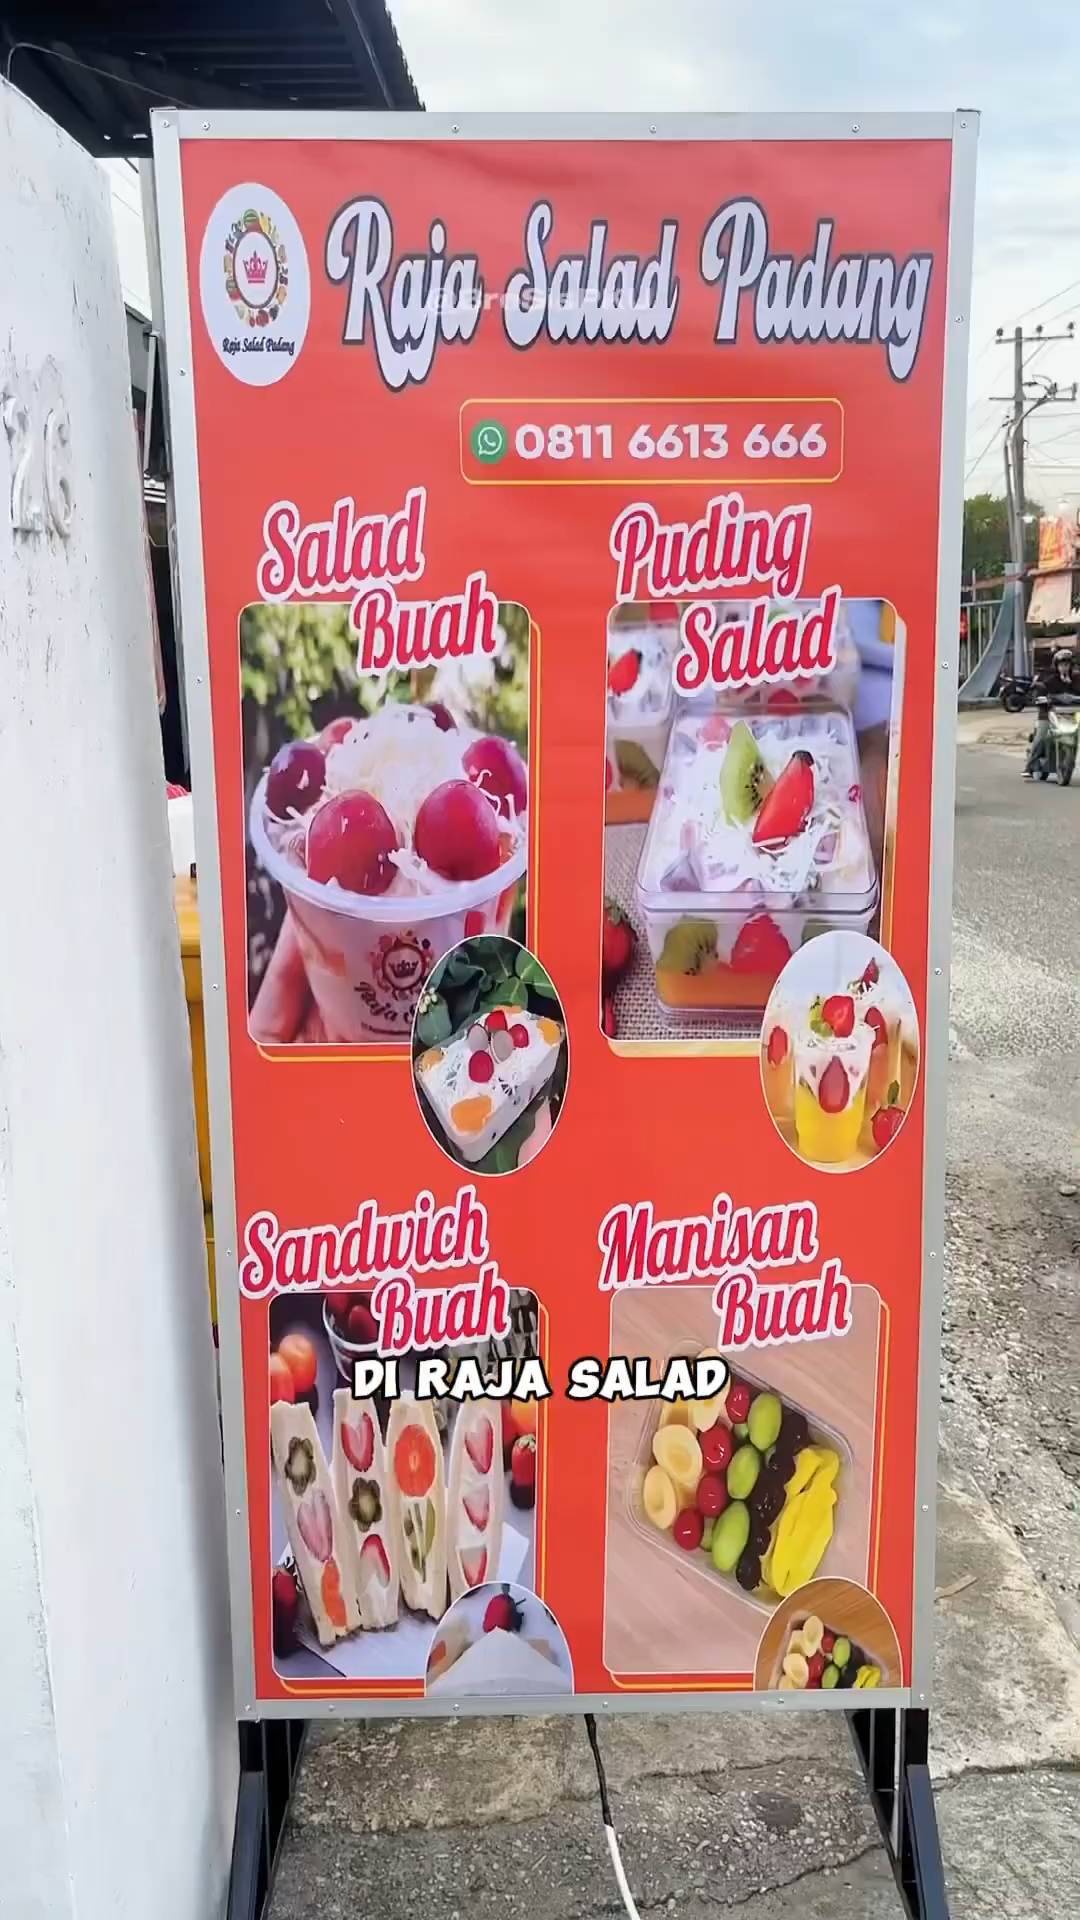 Raja Salad Padang
Raja Salad Padang
0811 6613 666
Salad
Buah
Puding
Salad
Raja
Sandwich
Buah
Manisan
Buah
DI RAJA SALAD